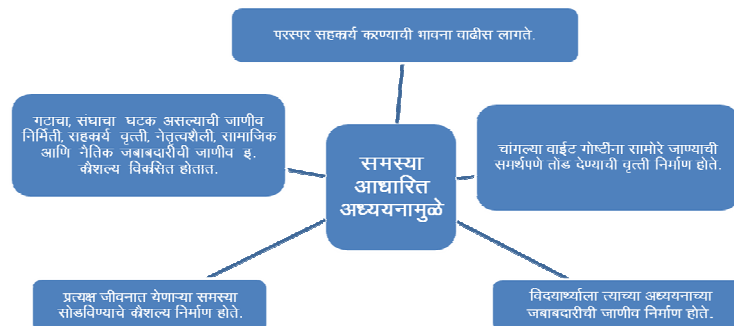 परस्पर सहकार्य करण्याची भावना वाढीस लागते.
गटाचा, संघाचा घटक असल्याची जाणीव
निर्मिती, सहकार्य वृत्ती, नेतृत्वशैली, सामाजिक
आणि नैतिक जबाबदारीची जाणीव इ.
कौशल्य विकसित होतात.
समस्या
आधारित
अध्ययनामुळे
चांगल्या वाईट गोष्टींना सामोरे जाण्याची
समर्थपणे तोंड देण्याची वृत्ती निर्माण होते.
प्रत्यक्ष जीवनात येणाऱ्या समस्या
सोडविण्याचे कौशल्य निर्माण होते.
विदयार्थ्याला त्याच्या अध्ययनाच्या
जबाबदारीची जाणीव निर्माण होते.